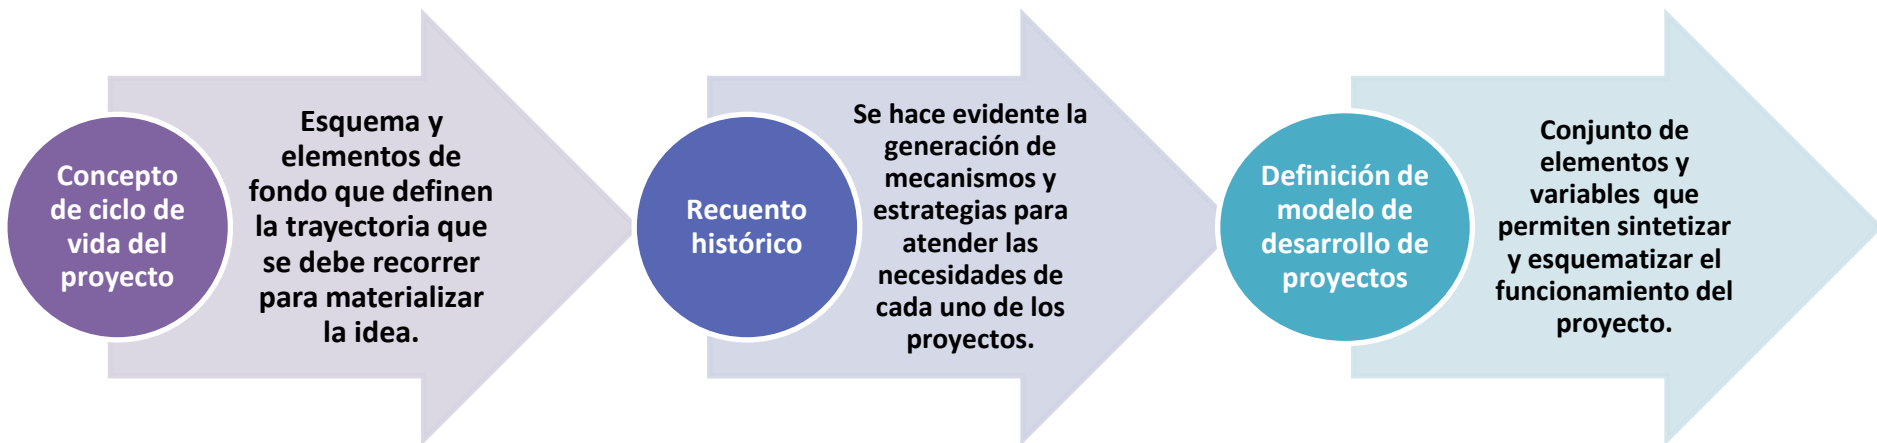 Concepto
de ciclo de
vida del
proyecto
Esquema y
elementos de
fondo que definen
la trayectoria que
se debe recorrer
para materializar
la idea.
Recuento
histórico
Se hace evidente la
generación de
mecanismos y
estrategias para
atender las
necesidades de
cada uno de los
proyectos.
Definición de
modelo de
desarrollo de
proyectos
Conjunto de
elementos y
variables  que
permiten sintetizar
y esquematizar el
funcionamiento del
proyecto.